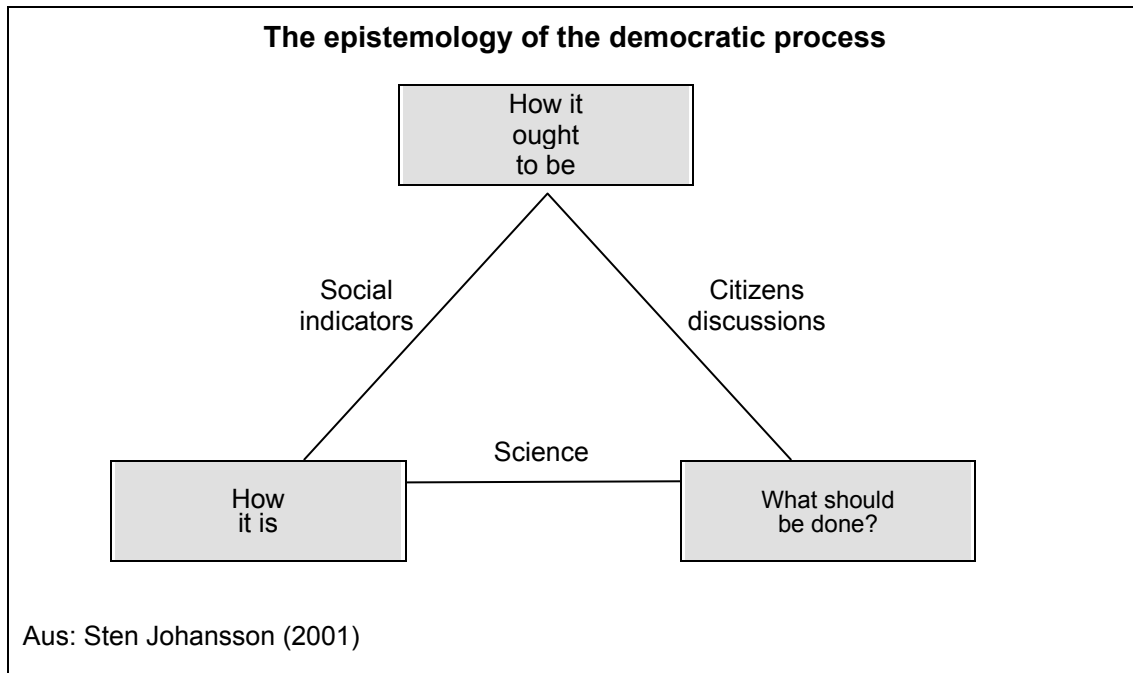 The epistemology of the democratic process
How it
ought
to be
Social
indicators
Citizens
discussions
Science
How
it is
What should
be done?
Aus: Sten Johansson (2001)